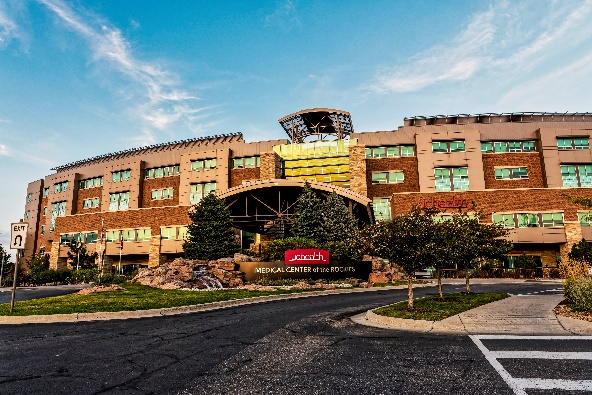 EXIT
uchealth
MEDICAL CENTER of the ROCKIES